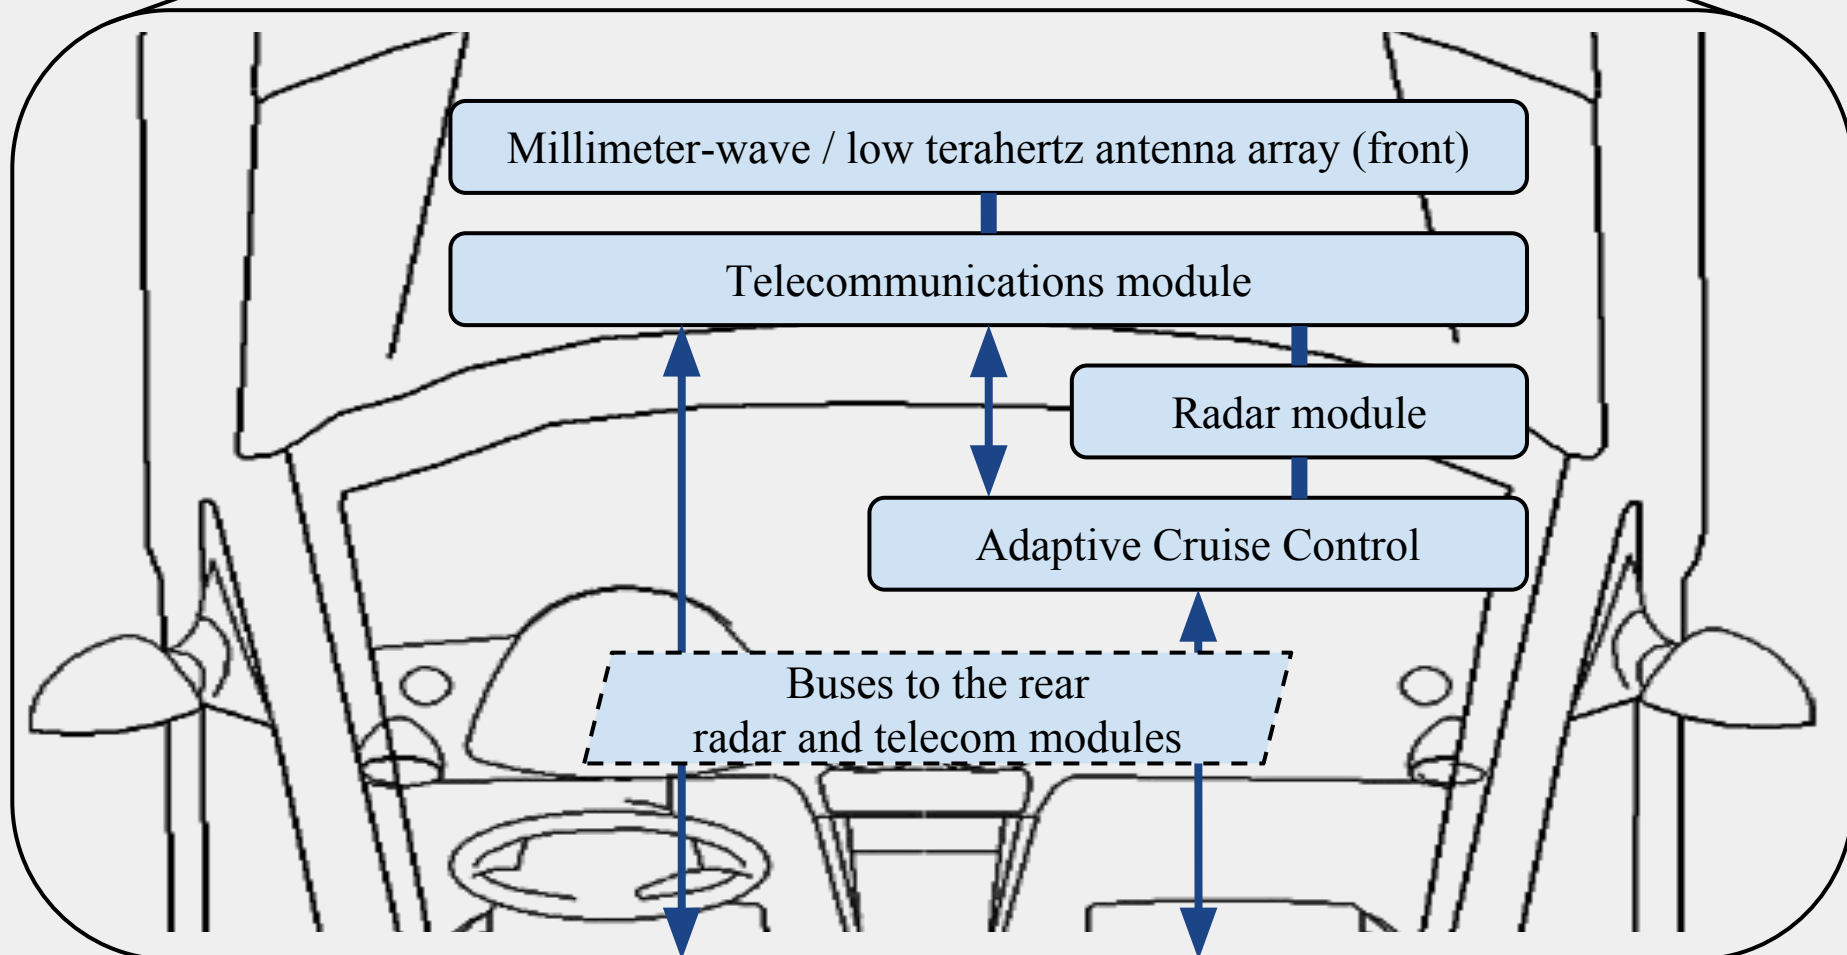 Millimeter-wave / low terahertz antenna array (front)
Telecommunications module
Radar module
Adaptive Cruise Control
Buses to the rear
radar and telecom modules